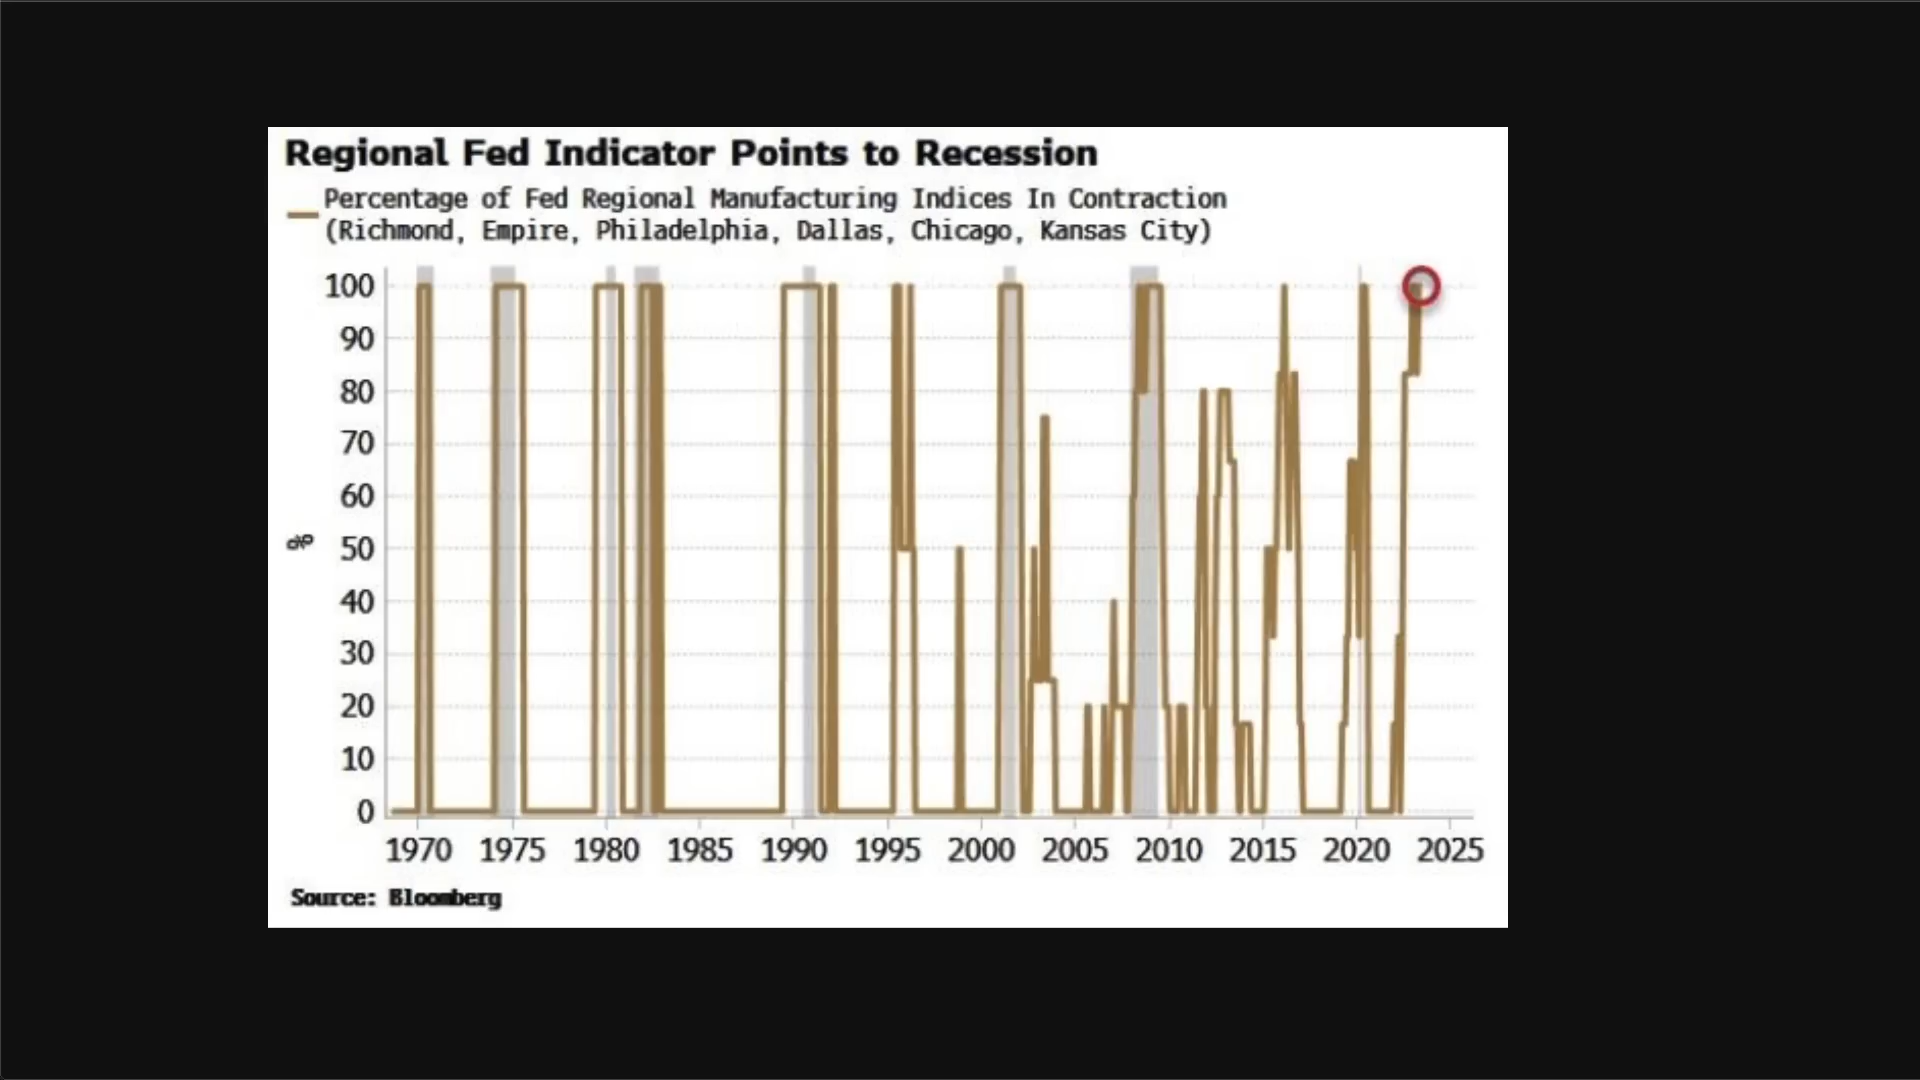 Regional Fed Indicator Points to Recession
Percentage of Fed Regional Manufacturing Indices In Contraction
(Richmond, Empire, Philadelphia, Dallas, Chicago, Kansas City)
100
90
80
70
60
%
50
40
30
20
10
0
1970 1975 1980 1985 1990 1995 2000 2005 2010 2015 2020 2025
Source: Bloomberg